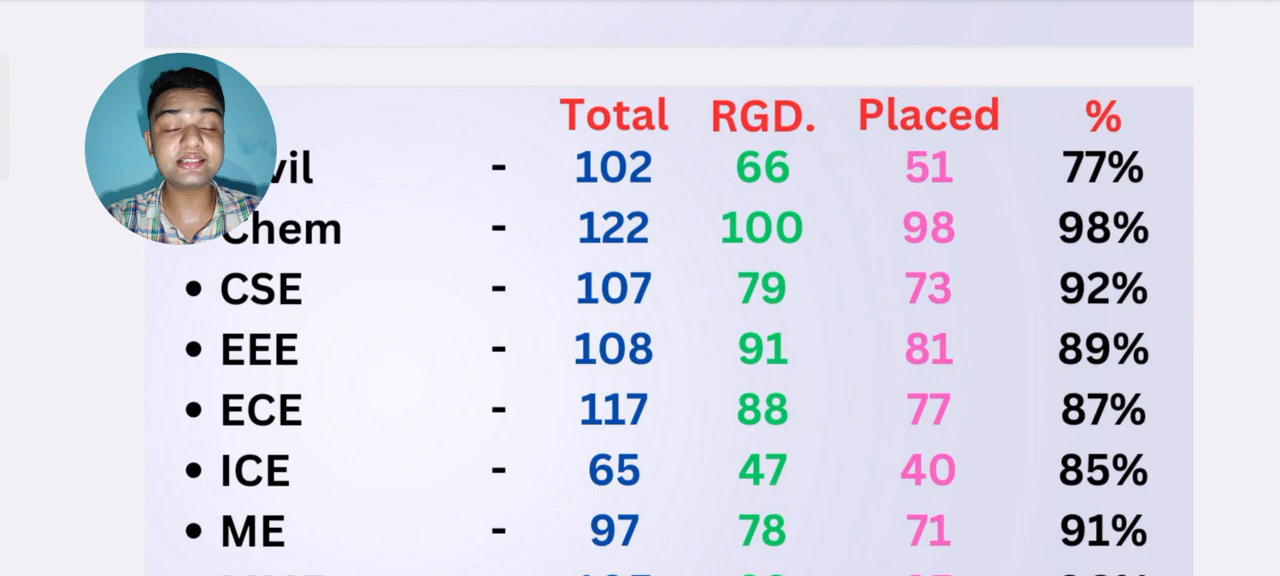 Total RGD. Placed %
vil - 102 66 51 77%
Chem - 122 100 98 98%
• CSE - 107 79 73 92%
• EEE - 108 91 81 89%
• ECE - 117 88 77 87%
• ICE - 65 47 40 85%
• ME - 97 78 71 91%